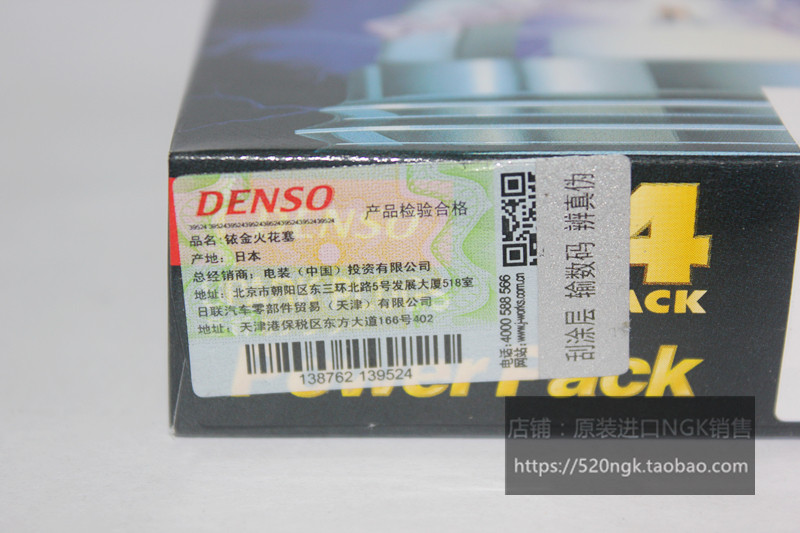 DENSO
产品检验合格
品名:铱金火花塞
产地: 日本
总经销商: 电装(中国)投资有限公司
地址: 北京市朝阳区东三环北路5号发展大厦518室
日联汽车零部件贸易(天津)有限公司
地址: 天津港保税区东方大道166号402
138762 139524
电话:4000 588 566
网站: www.i-works.com.cn
刮涂层 输数码 辨真伪
4
PACK
Power Pack
店铺:原装进口NGK销售
https://520ngk.taobao.com